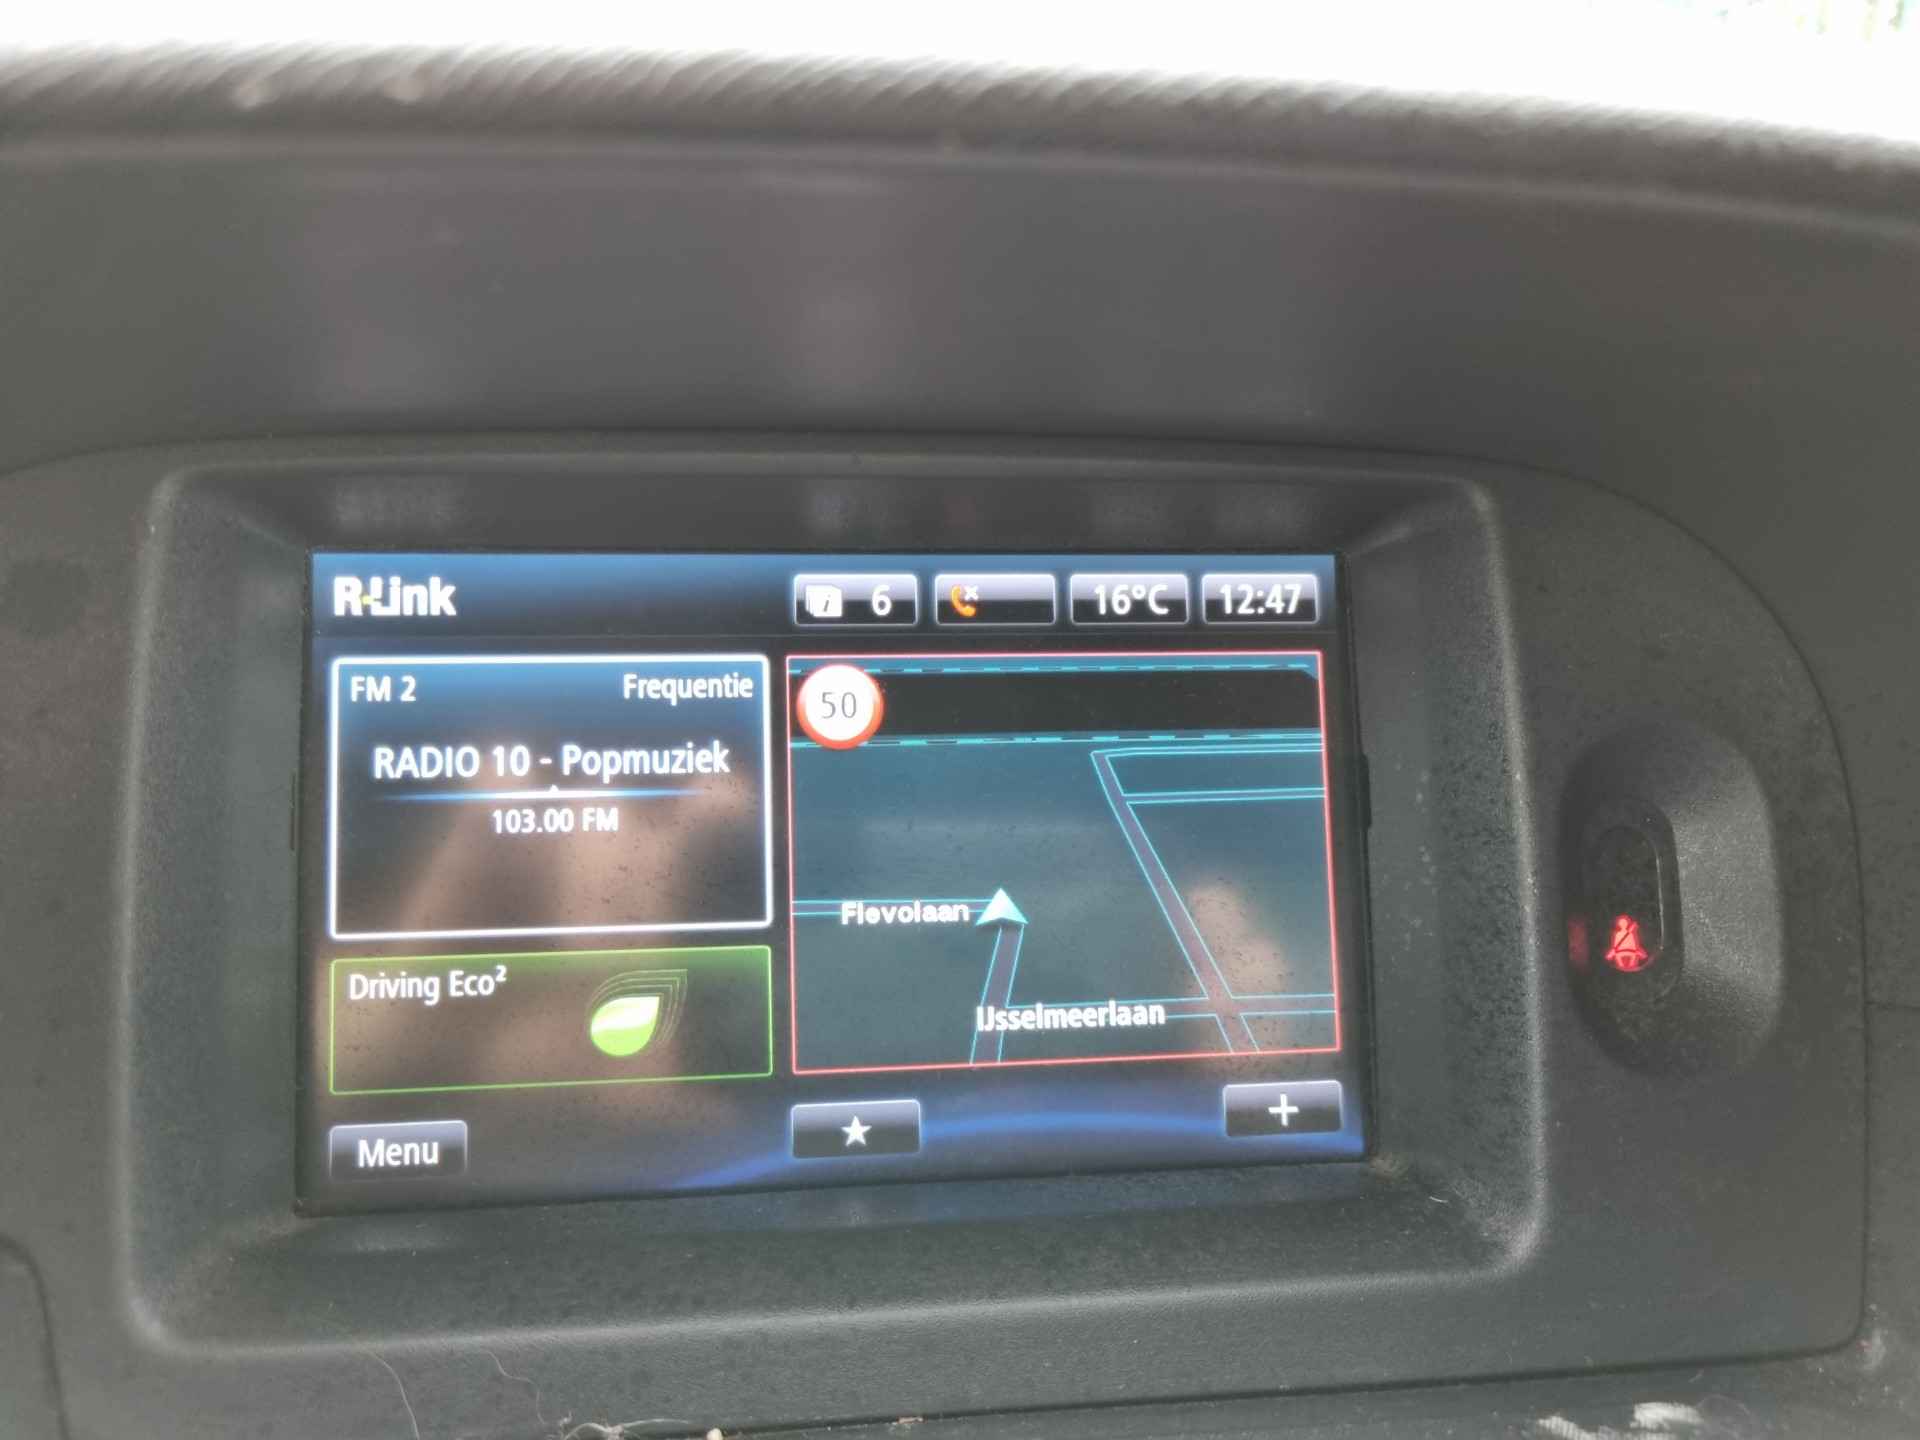 R-Link
6
16°C
12:47
FM 2
Frequentie
RADIO 10 - Popmuziek
103.00 FM
50
Flevolaan
Driving Eco²
IJsselmeerlaan
Menu